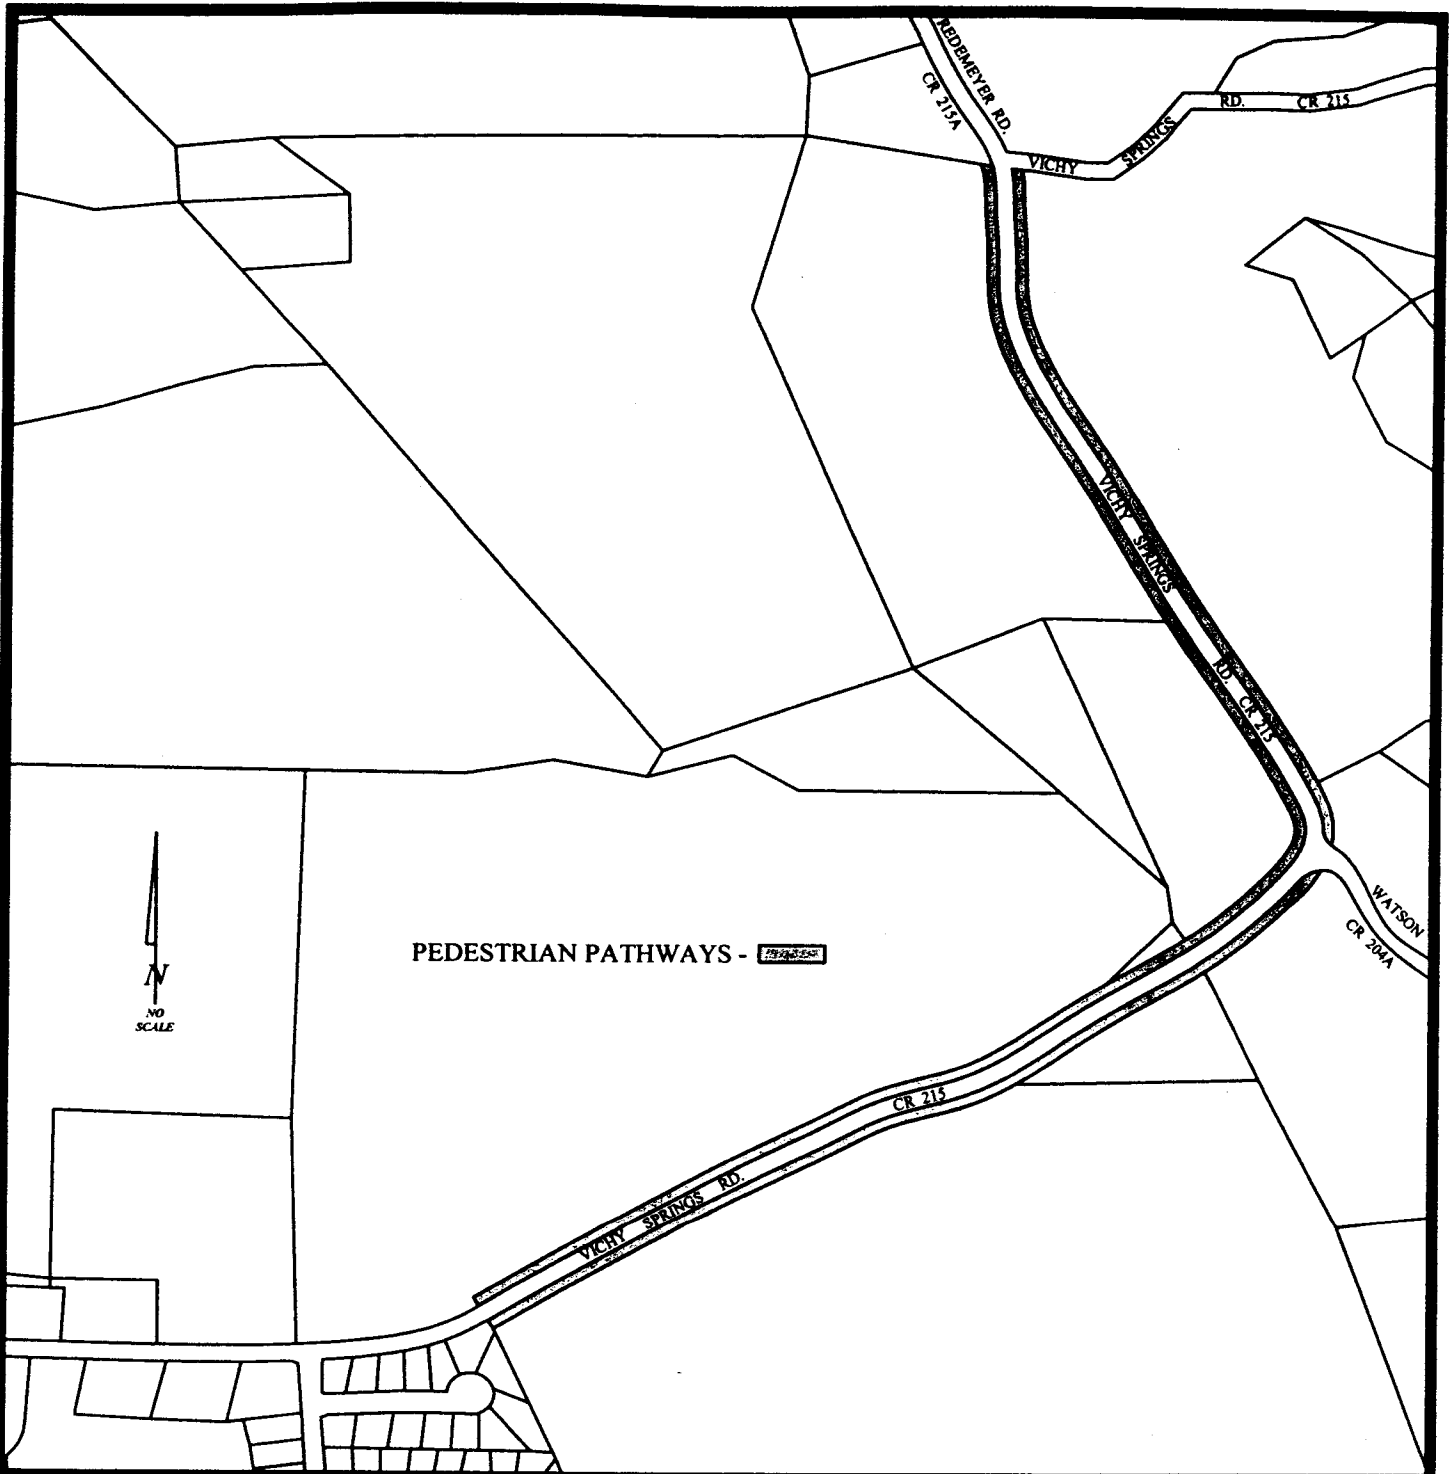 REDEMEYER RD.
CR 215A
VICHY SPRINGS RD. CR 215
VICHY SPRINGS RD. CR 215
WATSON
CR 204A
PEDESTRIAN PATHWAYS -
N
NO
SCALE
CR 215
VICHY SPRINGS RD.